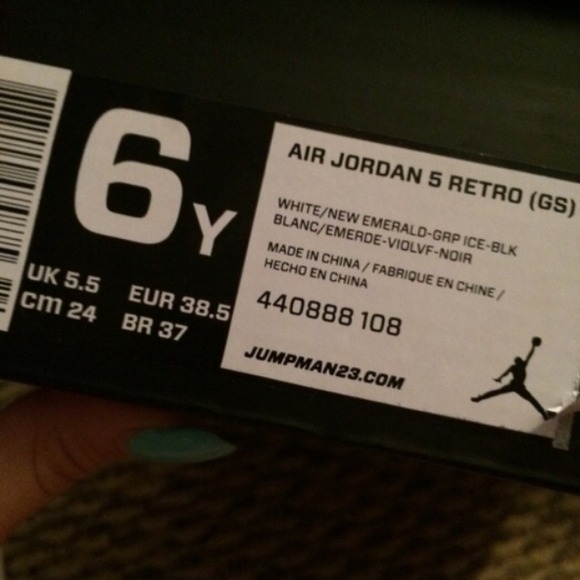 6Y
UK 5.5
EUR 38.5
cm 24
BR 37
AIR JORDAN 5 RETRO (GS)
WHITE/NEW EMERALD-GRP ICE-BLK
BLANC/EMERDE-VIOLVF-NOIR
MADE IN CHINA / FABRIQUE EN CHINE /
HECHO EN CHINA
440888 108
JUMPMAN23.COM